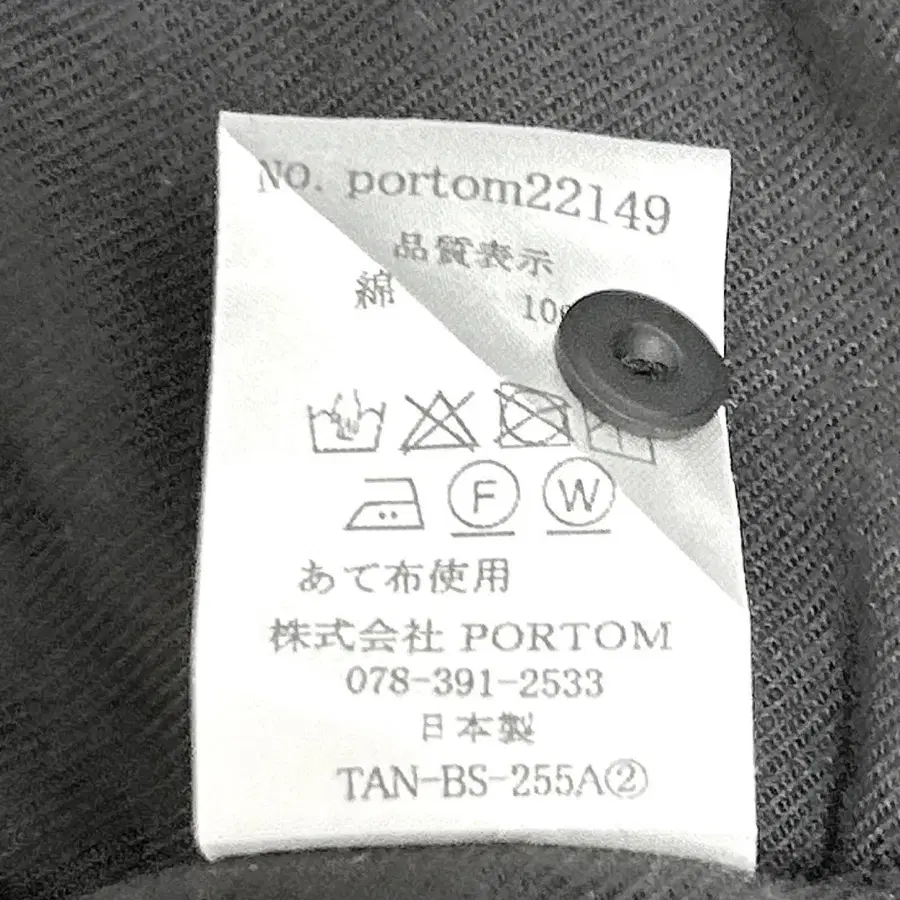 No. portom22149
品質表示
綿
F W
あて布使用
株式会社 PORTOM
078-391-2533
日本製
TAN-BS-255A②